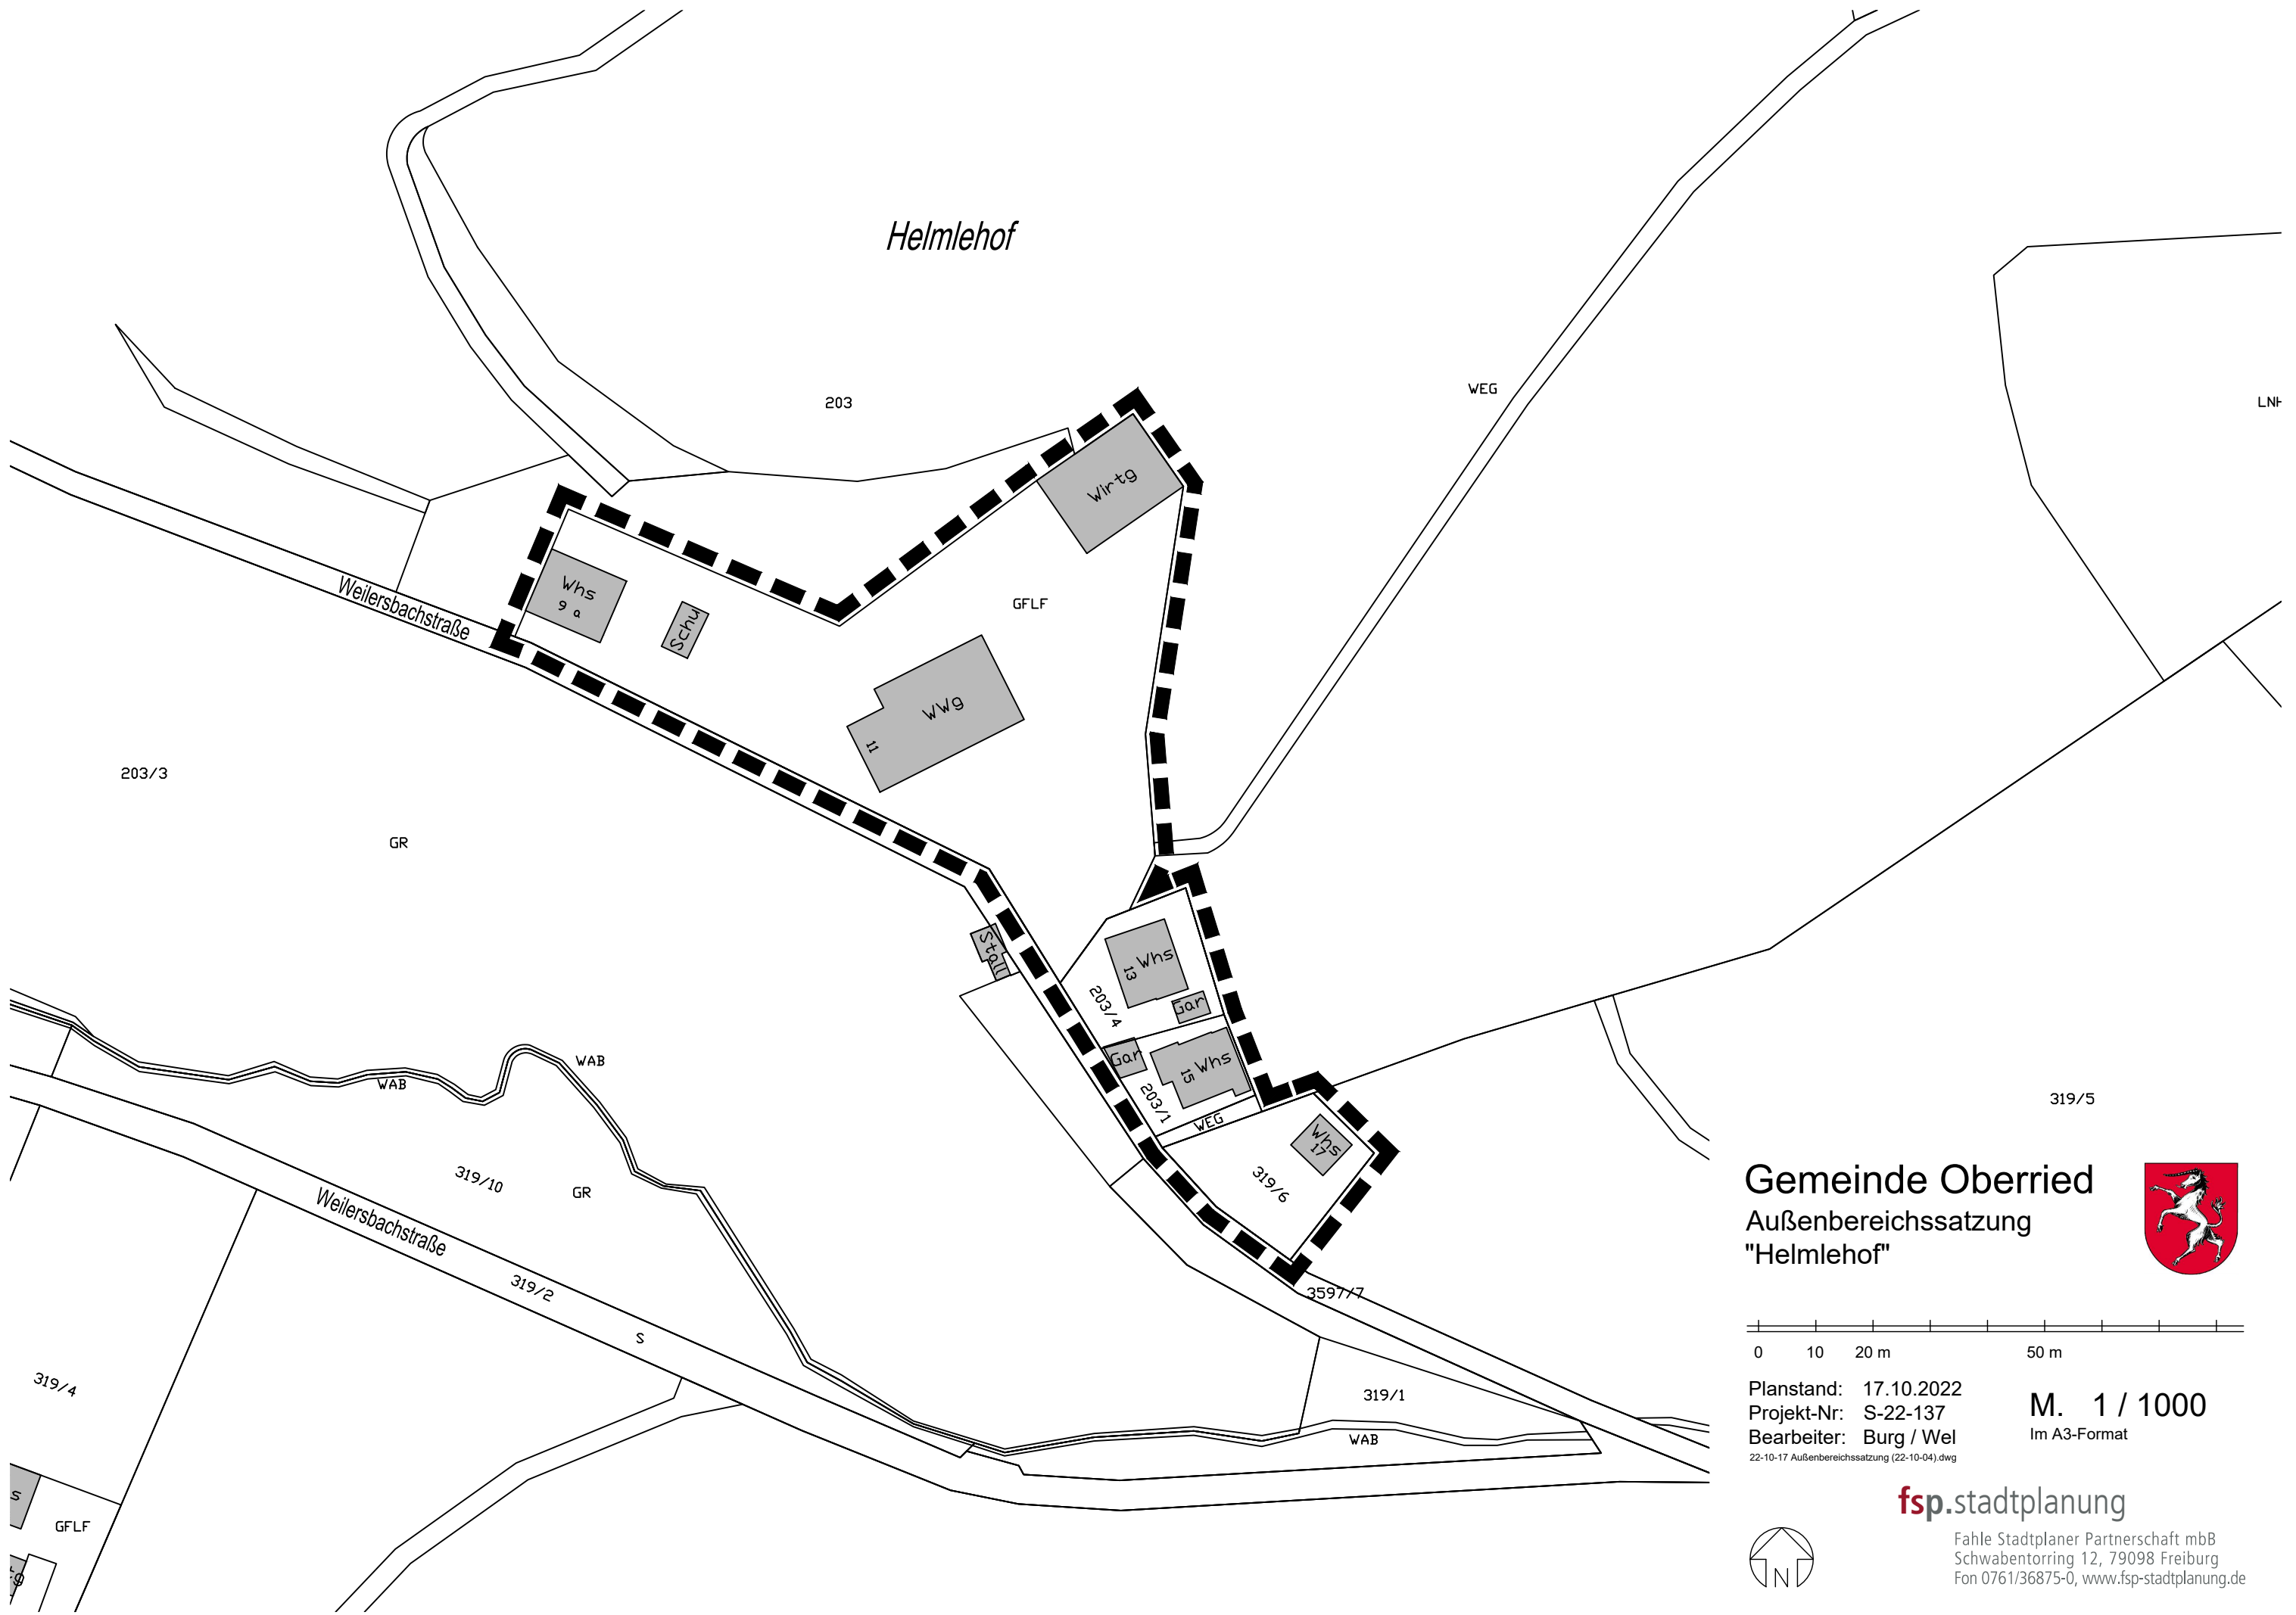 Helmlehof
203
WEG
LNH
Wirtg
Whs
9 a
Schu
GFLF
Weilersbachstraße
WWg
11
203/3
GR
Stall
Whs
13
Gar
203/4
Gar
Whs
15
203/1
WEG
Whs
17
319/6
WAB
WAB
319/5
319/10
GR
Weilersbachstraße
319/2
S
3597/7
319/4
319/1
WAB
s
GFLF
Gemeinde Oberried
Außenbereichssatzung
"Helmlehof"
0 10 20 m 50 m
Planstand: 17.10.2022
Projekt-Nr: S-22-137
Bearbeiter: Burg / Wel
22-10-17 Außenbereichssatzung (22-10-04).dwg
M. 1 / 1000
Im A3-Format
fsp.stadtplanung
Fahle Stadtplaner Partnerschaft mbB
Schwabentorring 12, 79098 Freiburg
Fon 0761/36875-0, www.fsp-stadtplanung.de
N